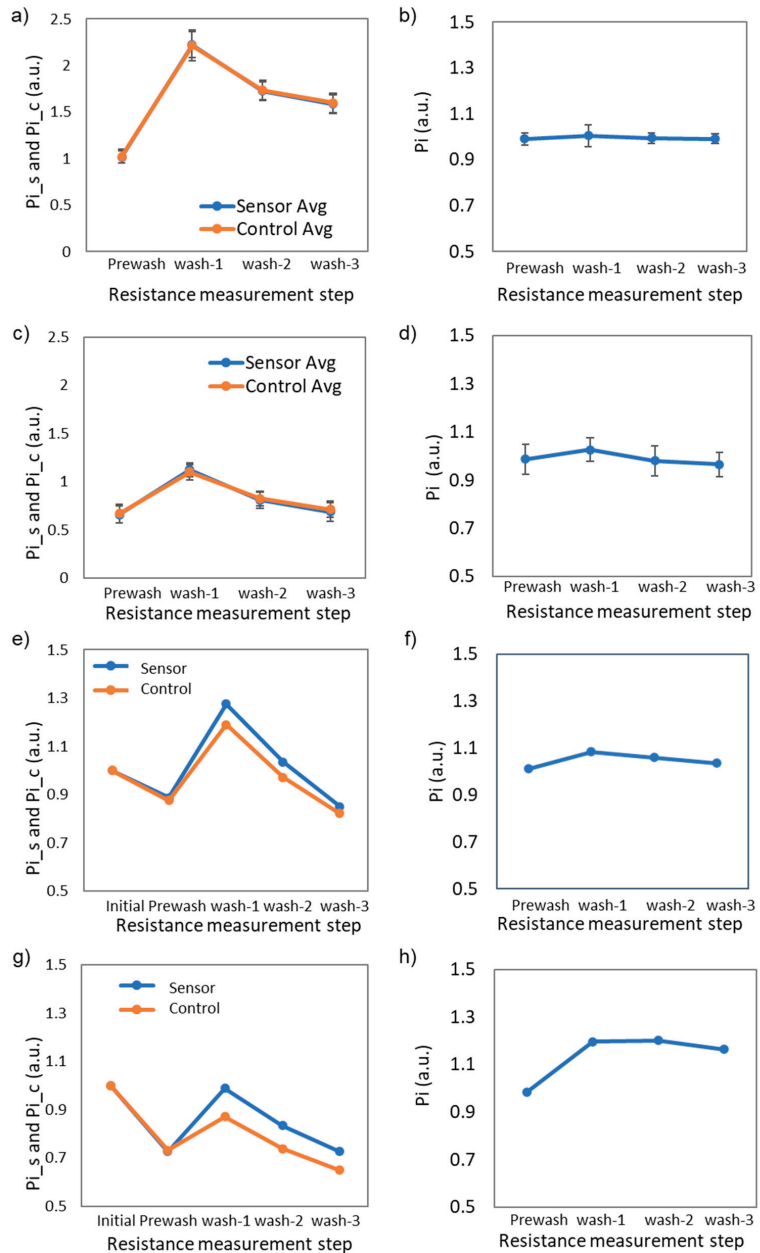 a)
Pi_s and Pi_c (a.u.)
2.5
2
1.5
1
0.5
0
Sensor Avg
Control Avg
Prewash wash-1 wash-2 wash-3
Resistance measurement step
b)
Pi (a.u.)
1.5
1.3
1.1
0.9
0.7
0.5
Prewash wash-1 wash-2 wash-3
Resistance measurement step
c)
Pi_s and Pi_c (a.u.)
2.5
2
1.5
1
0.5
0
Sensor Avg
Control Avg
Prewash wash-1 wash-2 wash-3
Resistance measurement step
d)
Pi (a.u.)
1.5
1.3
1.1
0.9
0.7
0.5
Prewash wash-1 wash-2 wash-3
Resistance measurement step
e)
Pi_s and Pi_c (a.u.)
1.5
1.3
1.1
0.9
0.7
0.5
Sensor
Control
Initial Prewash wash-1 wash-2 wash-3
Resistance measurement step
f)
Pi (a.u.)
1.5
1.3
1.1
0.9
0.7
0.5
Prewash wash-1 wash-2 wash-3
Resistance measurement step
g)
Pi_s and Pi_c (a.u.)
1.5
1.3
1.1
0.9
0.7
0.5
Sensor
Control
Initial Prewash wash-1 wash-2 wash-3
Resistance measurement step
h)
Pi (a.u.)
1.5
1.3
1.1
0.9
0.7
0.5
Prewash wash-1 wash-2 wash-3
Resistance measurement step